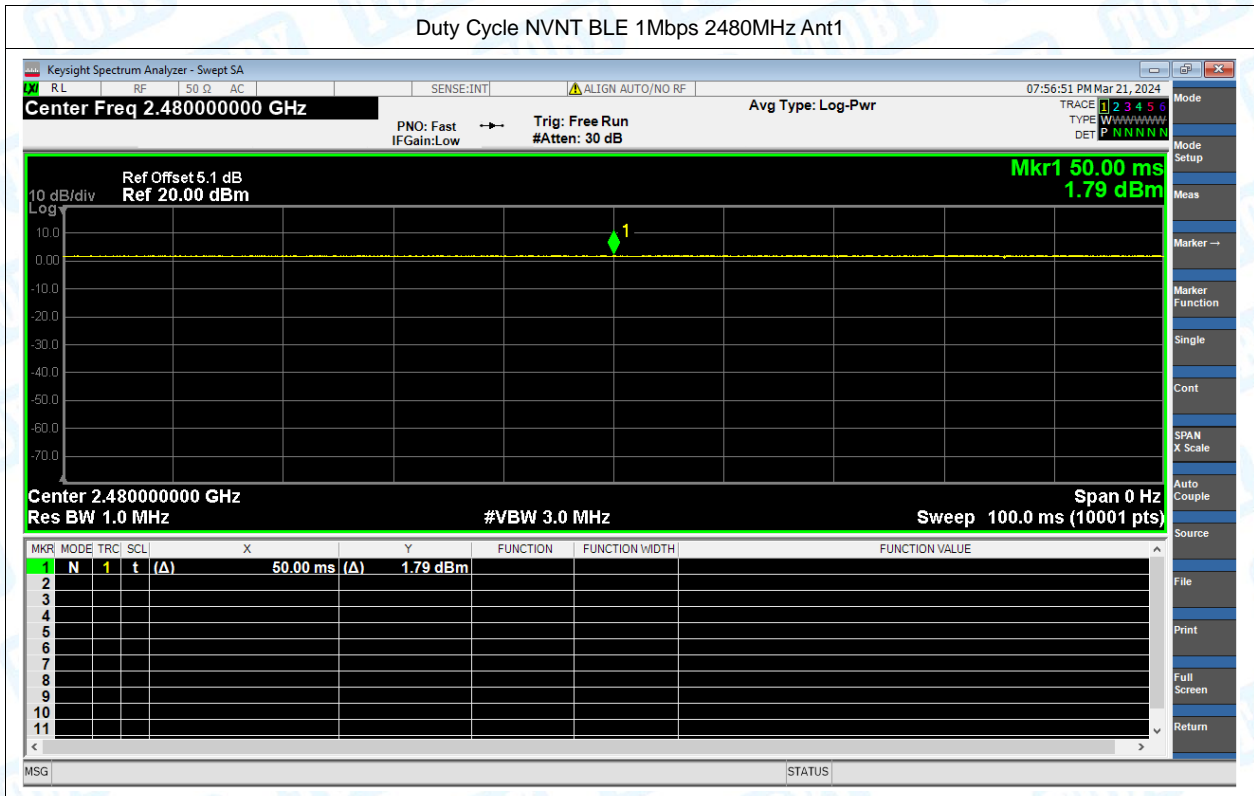 Duty Cycle NVNT BLE 1Mbps 2480MHz Ant1
Keysight Spectrum Analyzer - Swept SA
LXI RL RF 50 Ω AC SENSE:INT ALIGN AUTO/NO RF 07:56:51 PM Mar 21, 2024
Center Freq 2.480000000 GHz
PNO: Fast
IFGain:Low
Trig: Free Run
#Atten: 30 dB
Avg Type: Log-Pwr
TRACE 1 2 3 4 5 6
TYPE WWWWWWW
DET P N N N N N
Mkr1 50.00 ms
1.79 dBm
Ref Offset 5.1 dB
10 dB/div Ref 20.00 dBm
Log
10.0
0.00
-10.0
-20.0
-30.0
-40.0
-50.0
-60.0
-70.0
1
Center 2.480000000 GHz Span 0 Hz
Res BW 1.0 MHz #VBW 3.0 MHz Sweep 100.0 ms (10001 pts)
MKR MODE TRC SCL X Y FUNCTION FUNCTION WIDTH FUNCTION VALUE
1 N 1 t (Δ) 50.00 ms (Δ) 1.79 dBm
2
3
4
5
6
7
8
9
10
11
MSG STATUS
Mode
Mode
Setup
Meas
Marker →
Marker
Function
Single
Cont
SPAN
X Scale
Auto
Couple
Source
File
Print
Full
Screen
Return
TOBY